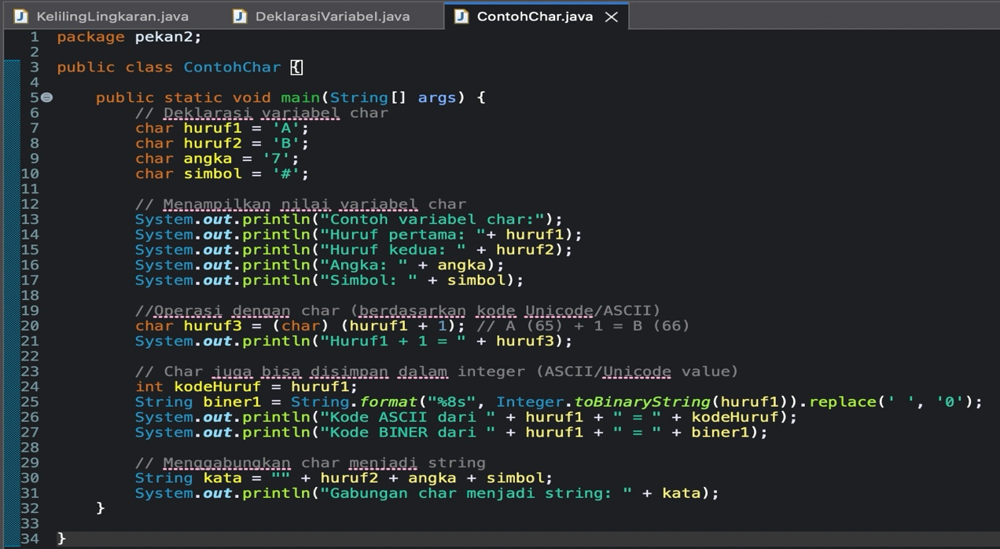 KelilingLingkaran.java DeklarasiVariabel.java ContohChar.java
1 package pekan2;
2
3 public class ContohChar {
4
5 public static void main(String[] args) {
6 // Deklarasi variabel char
7 char huruf1 = 'A';
8 char huruf2 = 'B';
9 char angka = '7';
10 char simbol = '#';
11
12 // Menampilkan nilai variabel char
13 System.out.println("Contoh variabel char:");
14 System.out.println("Huruf pertama: "+ huruf1);
15 System.out.println("Huruf kedua: " + huruf2);
16 System.out.println("Angka: " + angka);
17 System.out.println("Simbol: " + simbol);
18
19 //Operasi dengan char (berdasarkan kode Unicode/ASCII)
20 char huruf3 = (char) (huruf1 + 1); // A (65) + 1 = B (66)
21 System.out.println("Huruf1 + 1 = " + huruf3);
22
23 // Char juga bisa disimpan dalam integer (ASCII/Unicode value)
24 int kodeHuruf = huruf1;
25 String biner1 = String.format("%8s", Integer.toBinaryString(huruf1)).replace(' ', '0');
26 System.out.println("Kode ASCII dari " + huruf1 + " = " + kodeHuruf);
27 System.out.println("Kode BINER dari " + huruf1 + " = " + biner1);
28
29 // Menggabungkan char menjadi string
30 String kata = "" + huruf2 + angka + simbol;
31 System.out.println("Gabungan char menjadi string: " + kata);
32 }
33
34 }